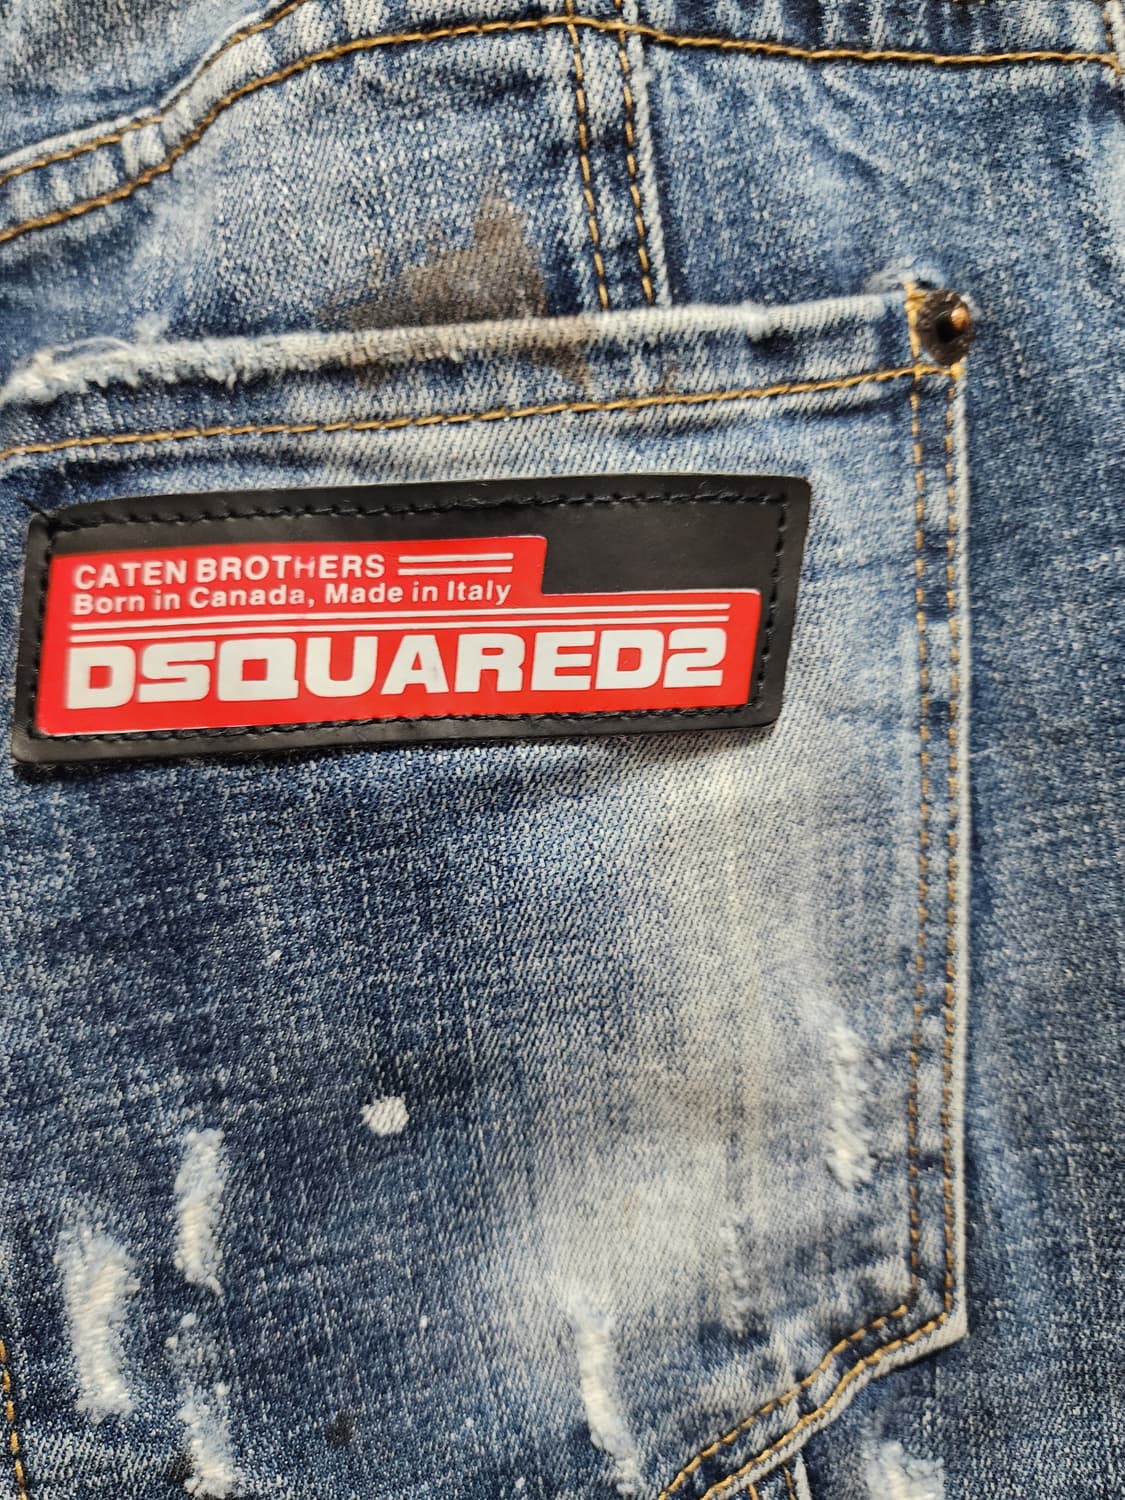 CATEN BROTHERS
Born in Canada, Made in Italy
DSQUARED2